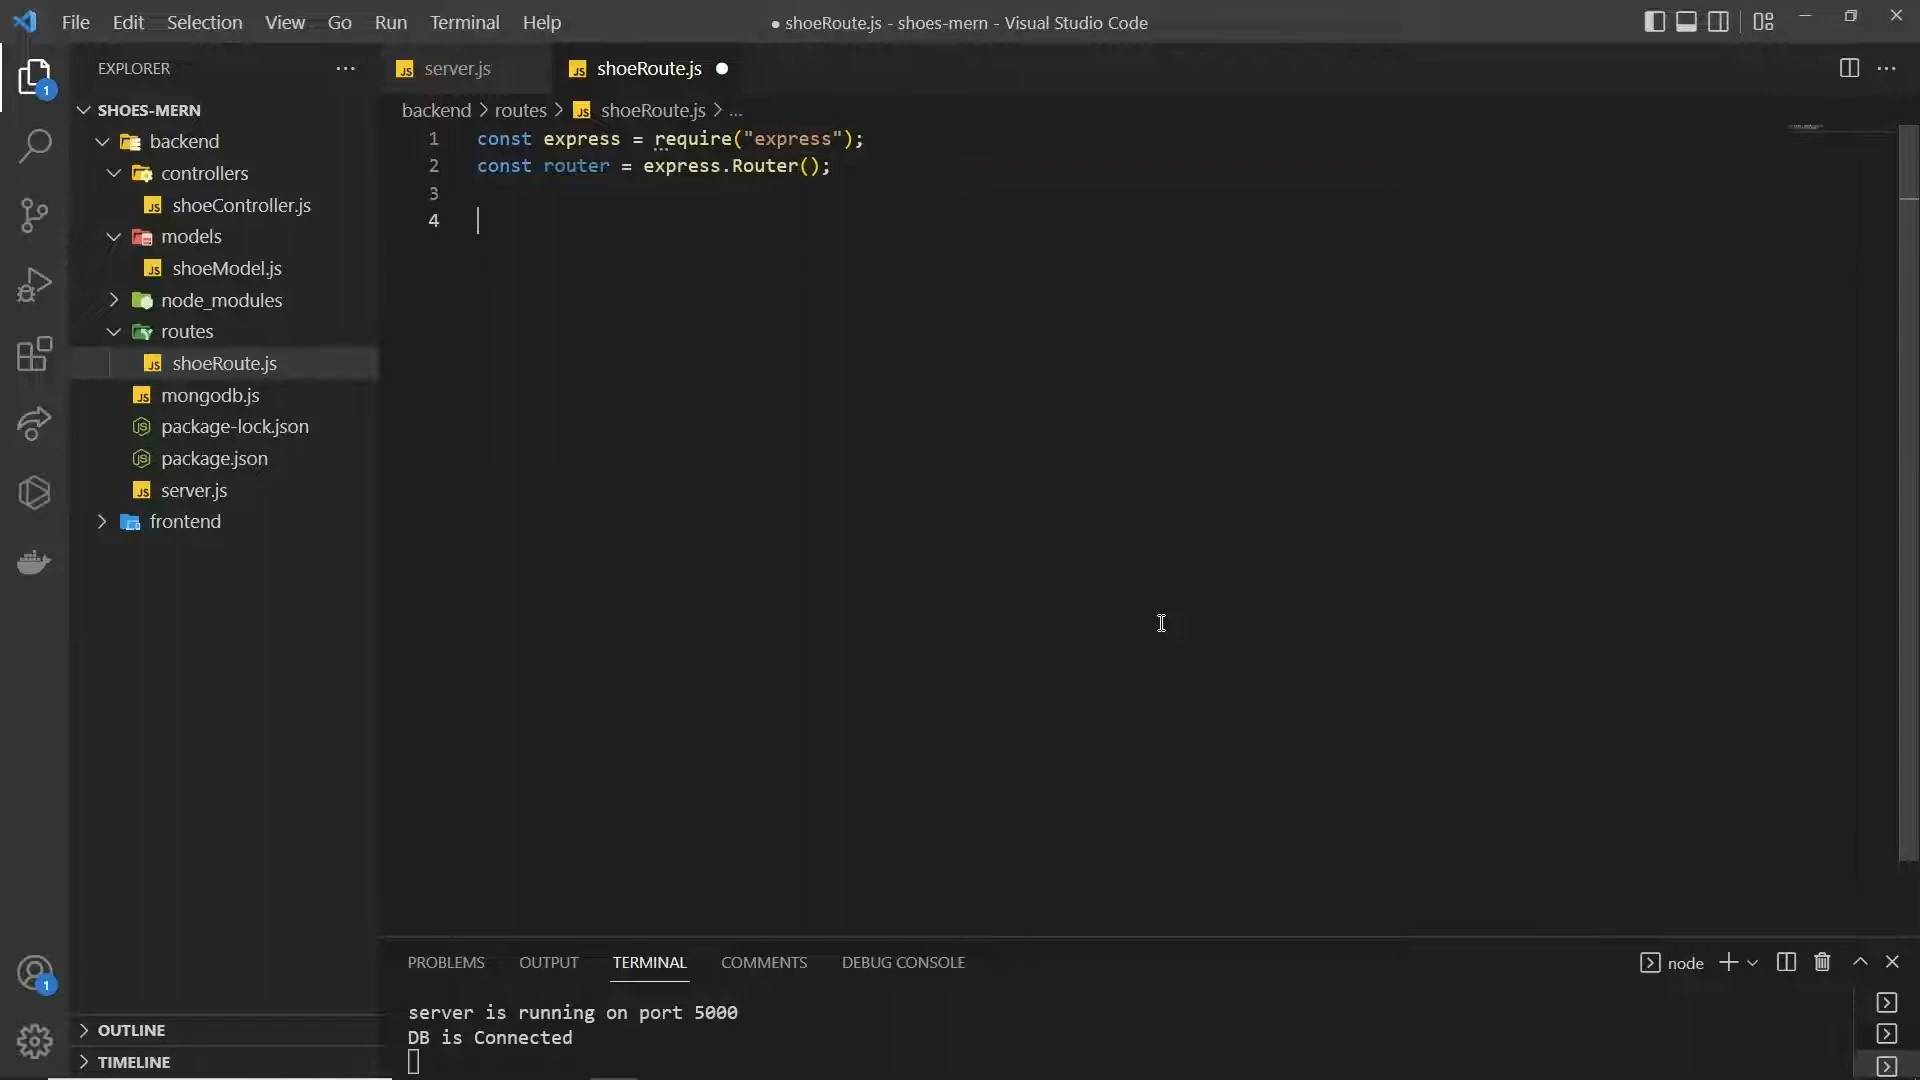 File Edit Selection View Go Run Terminal Help
● shoeRoute.js - shoes-mern - Visual Studio Code
EXPLORER
server.js
shoeRoute.js
1
SHOES-MERN
backend
controllers
shoeController.js
models
shoeModel.js
node_modules
routes
shoeRoute.js
mongodb.js
package-lock.json
package.json
server.js
frontend
backend > routes > JS shoeRoute.js > ...
1 const express = require("express");
2 const router = express.Router();
3
4
PROBLEMS OUTPUT TERMINAL COMMENTS DEBUG CONSOLE
node
server is running on port 5000
DB is Connected
1
OUTLINE
TIMELINE